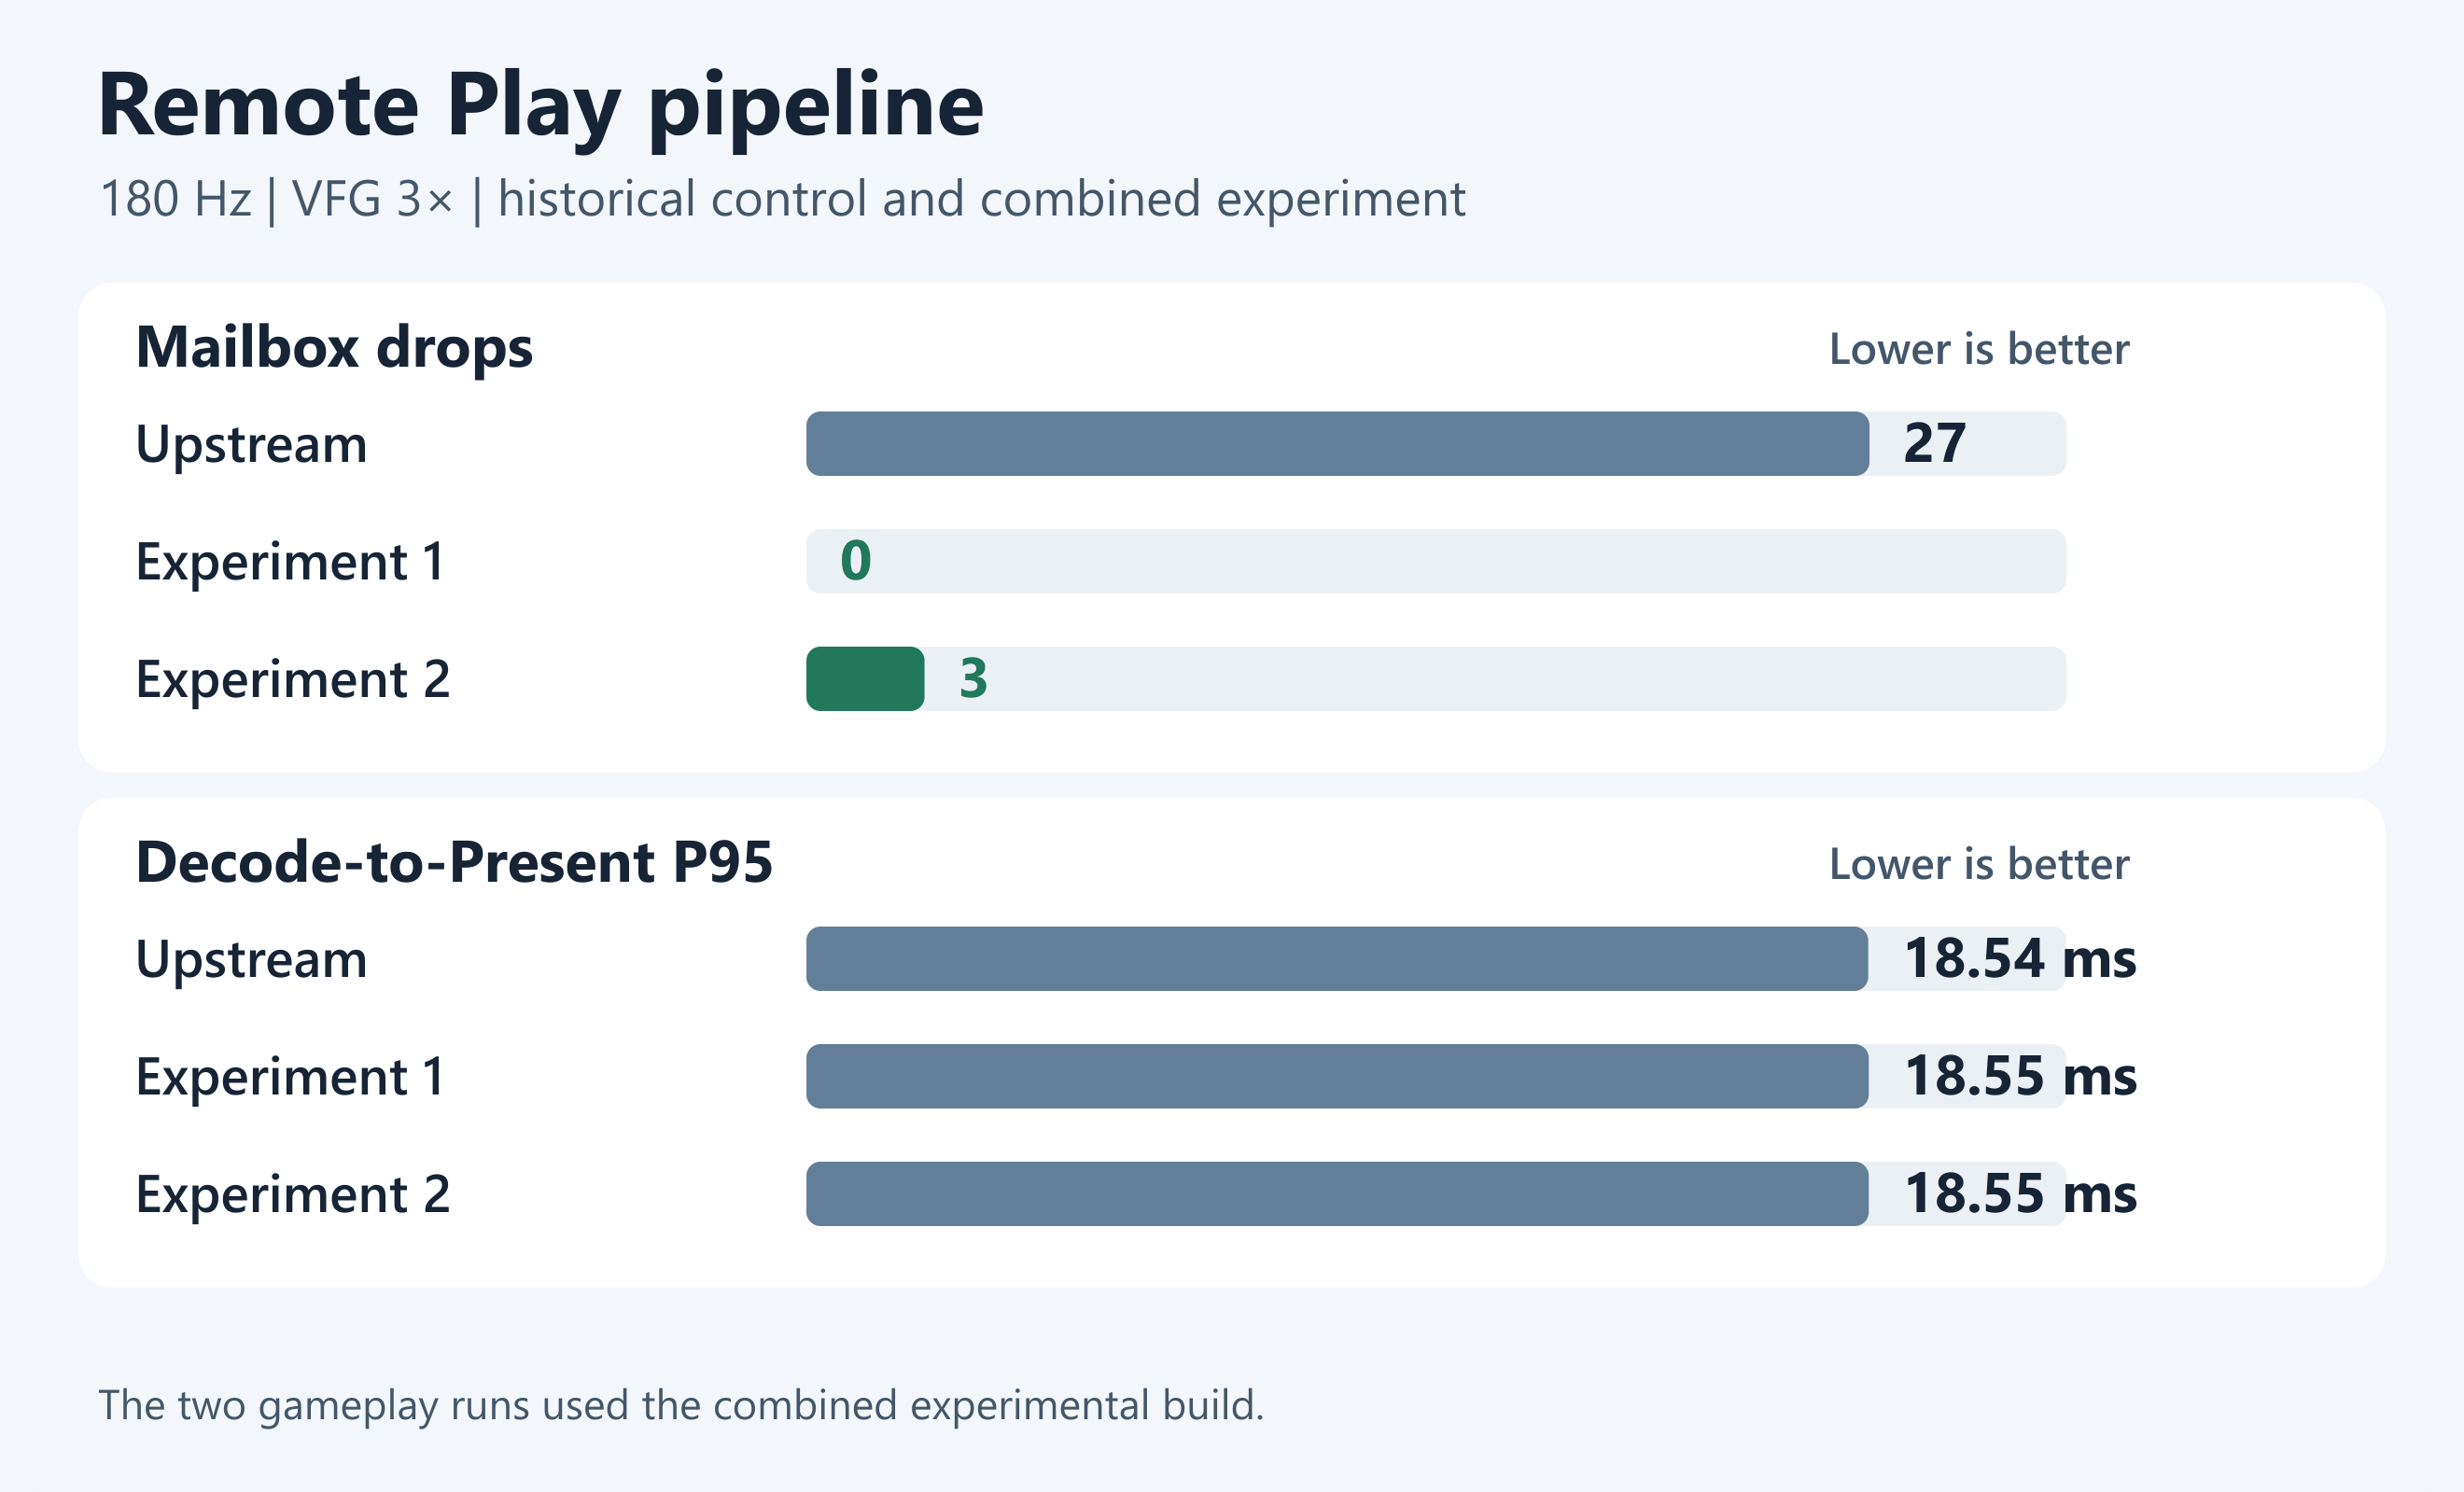 Remote Play pipeline
180 Hz | VFG 3× | historical control and combined experiment
Mailbox drops
Lower is better
Upstream
27
Experiment 1
0
Experiment 2
3
Decode-to-Present P95
Lower is better
Upstream
18.54 ms
Experiment 1
18.55 ms
Experiment 2
18.55 ms
The two gameplay runs used the combined experimental build.